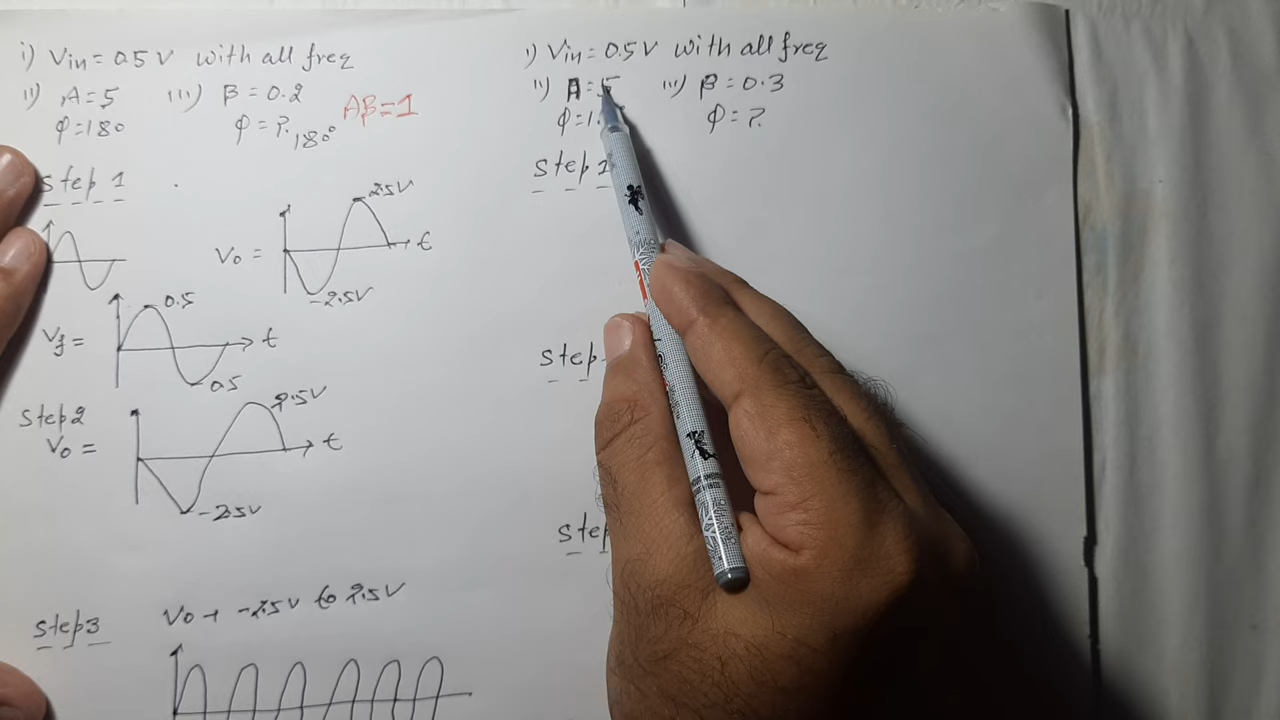 i) Vin = 0.5 V with all freq
ii) A = 5 iii) β = 0.2 Aβ = 1
φ = 180 φ = ? 180°
Step 1
Vo = 2.5V t
-2.5V
Vf = 0.5 t
0.5
Step 2
Vo = 2.5V t
-2.5V
Step 3 Vo → -2.5V to 2.5V
i) Vin = 0.5 V with all freq
ii) A = 5 iii) β = 0.3
φ = φ = ?
Step
Step
Step